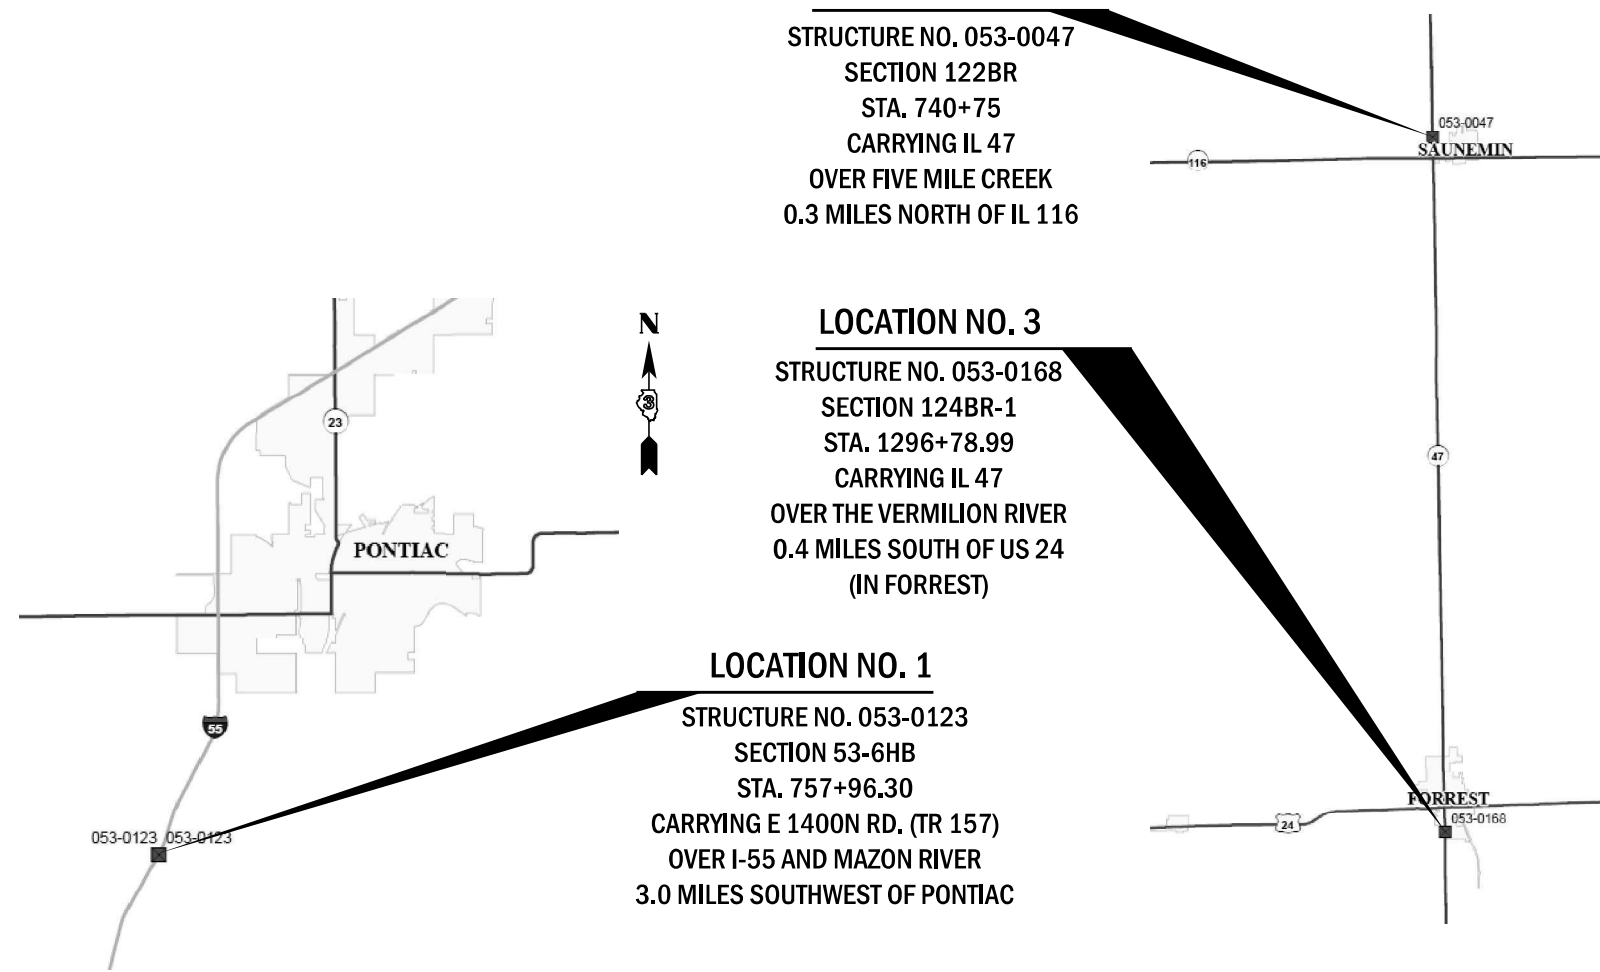 STRUCTURE NO. 053-0047
SECTION 122BR
STA. 740+75
CARRYING IL 47
OVER FIVE MILE CREEK
0.3 MILES NORTH OF IL 116
053-0047
SAUNEMIN
116
N
3
LOCATION NO. 3
STRUCTURE NO. 053-0168
SECTION 124BR-1
STA. 1296+78.99
CARRYING IL 47
OVER THE VERMILION RIVER
0.4 MILES SOUTH OF US 24
(IN FORREST)
23
47
PONTIAC
LOCATION NO. 1
STRUCTURE NO. 053-0123
SECTION 53-6HB
STA. 757+96.30
CARRYING E 1400N RD. (TR 157)
OVER I-55 AND MAZON RIVER
3.0 MILES SOUTHWEST OF PONTIAC
55
053-0123 053-0123
FORREST
24
053-0168